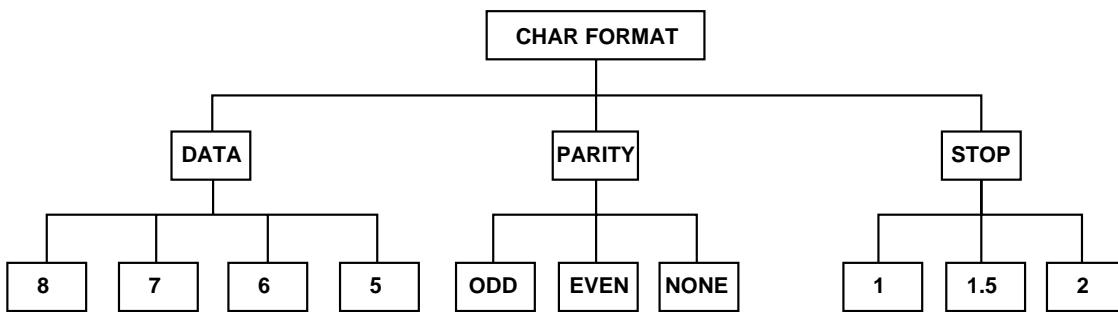 CHAR FORMAT
DATA
PARITY
STOP
8
7
6
5
ODD
EVEN
NONE
1
1.5
2